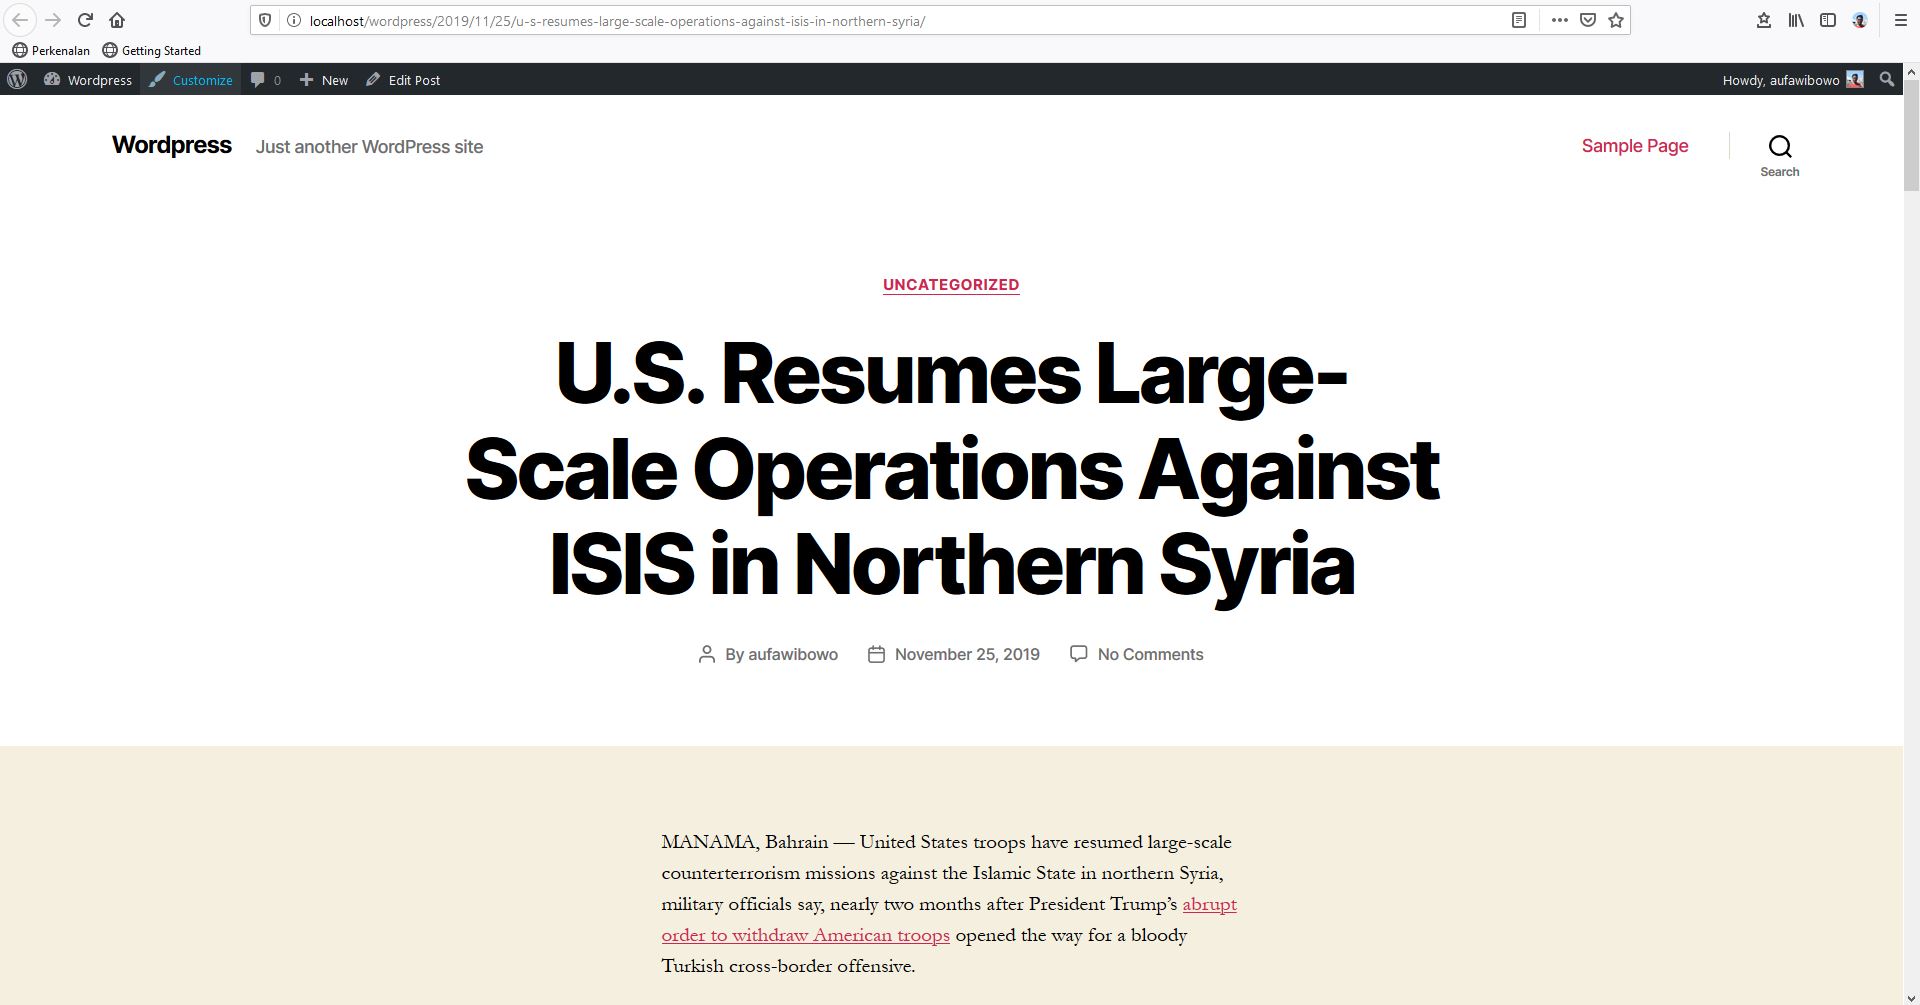 localhost/wordpress/2019/11/25/u-s-resumes-large-scale-operations-against-isis-in-northern-syria/
Perkenalan Getting Started
Wordpress Customize 0 New Edit Post Howdy, aufawibowo
Wordpress Just another WordPress site Sample Page
Search
UNCATEGORIZED
U.S. Resumes Large-
Scale Operations Against
ISIS in Northern Syria
By aufawibowo November 25, 2019 No Comments
MANAMA, Bahrain — United States troops have resumed large-scale
counterterrorism missions against the Islamic State in northern Syria,
military officials say, nearly two months after President Trump’s abrupt
order to withdraw American troops opened the way for a bloody
Turkish cross-border offensive.